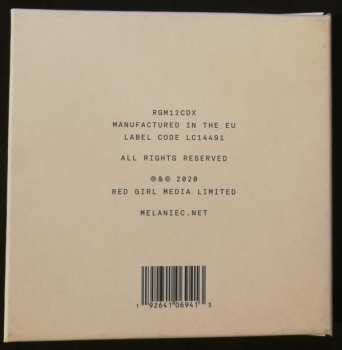 RGM12CDX
MANUFACTURED IN THE EU
LABEL CODE LC14491
ALL RIGHTS RESERVED
℗&© 2020
RED GIRL MEDIA LIMITED
MELANIEC.NET